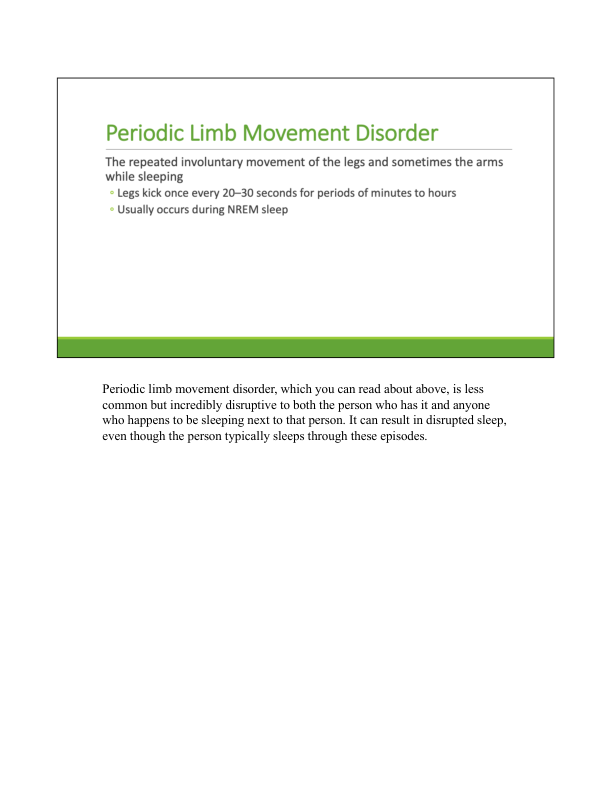 Periodic Limb Movement Disorder
The repeated involuntary movement of the legs and sometimes the arms
while sleeping
◦ Legs kick once every 20–30 seconds for periods of minutes to hours
◦ Usually occurs during NREM sleep
Periodic limb movement disorder, which you can read about above, is less
common but incredibly disruptive to both the person who has it and anyone
who happens to be sleeping next to that person. It can result in disrupted sleep,
even though the person typically sleeps through these episodes.